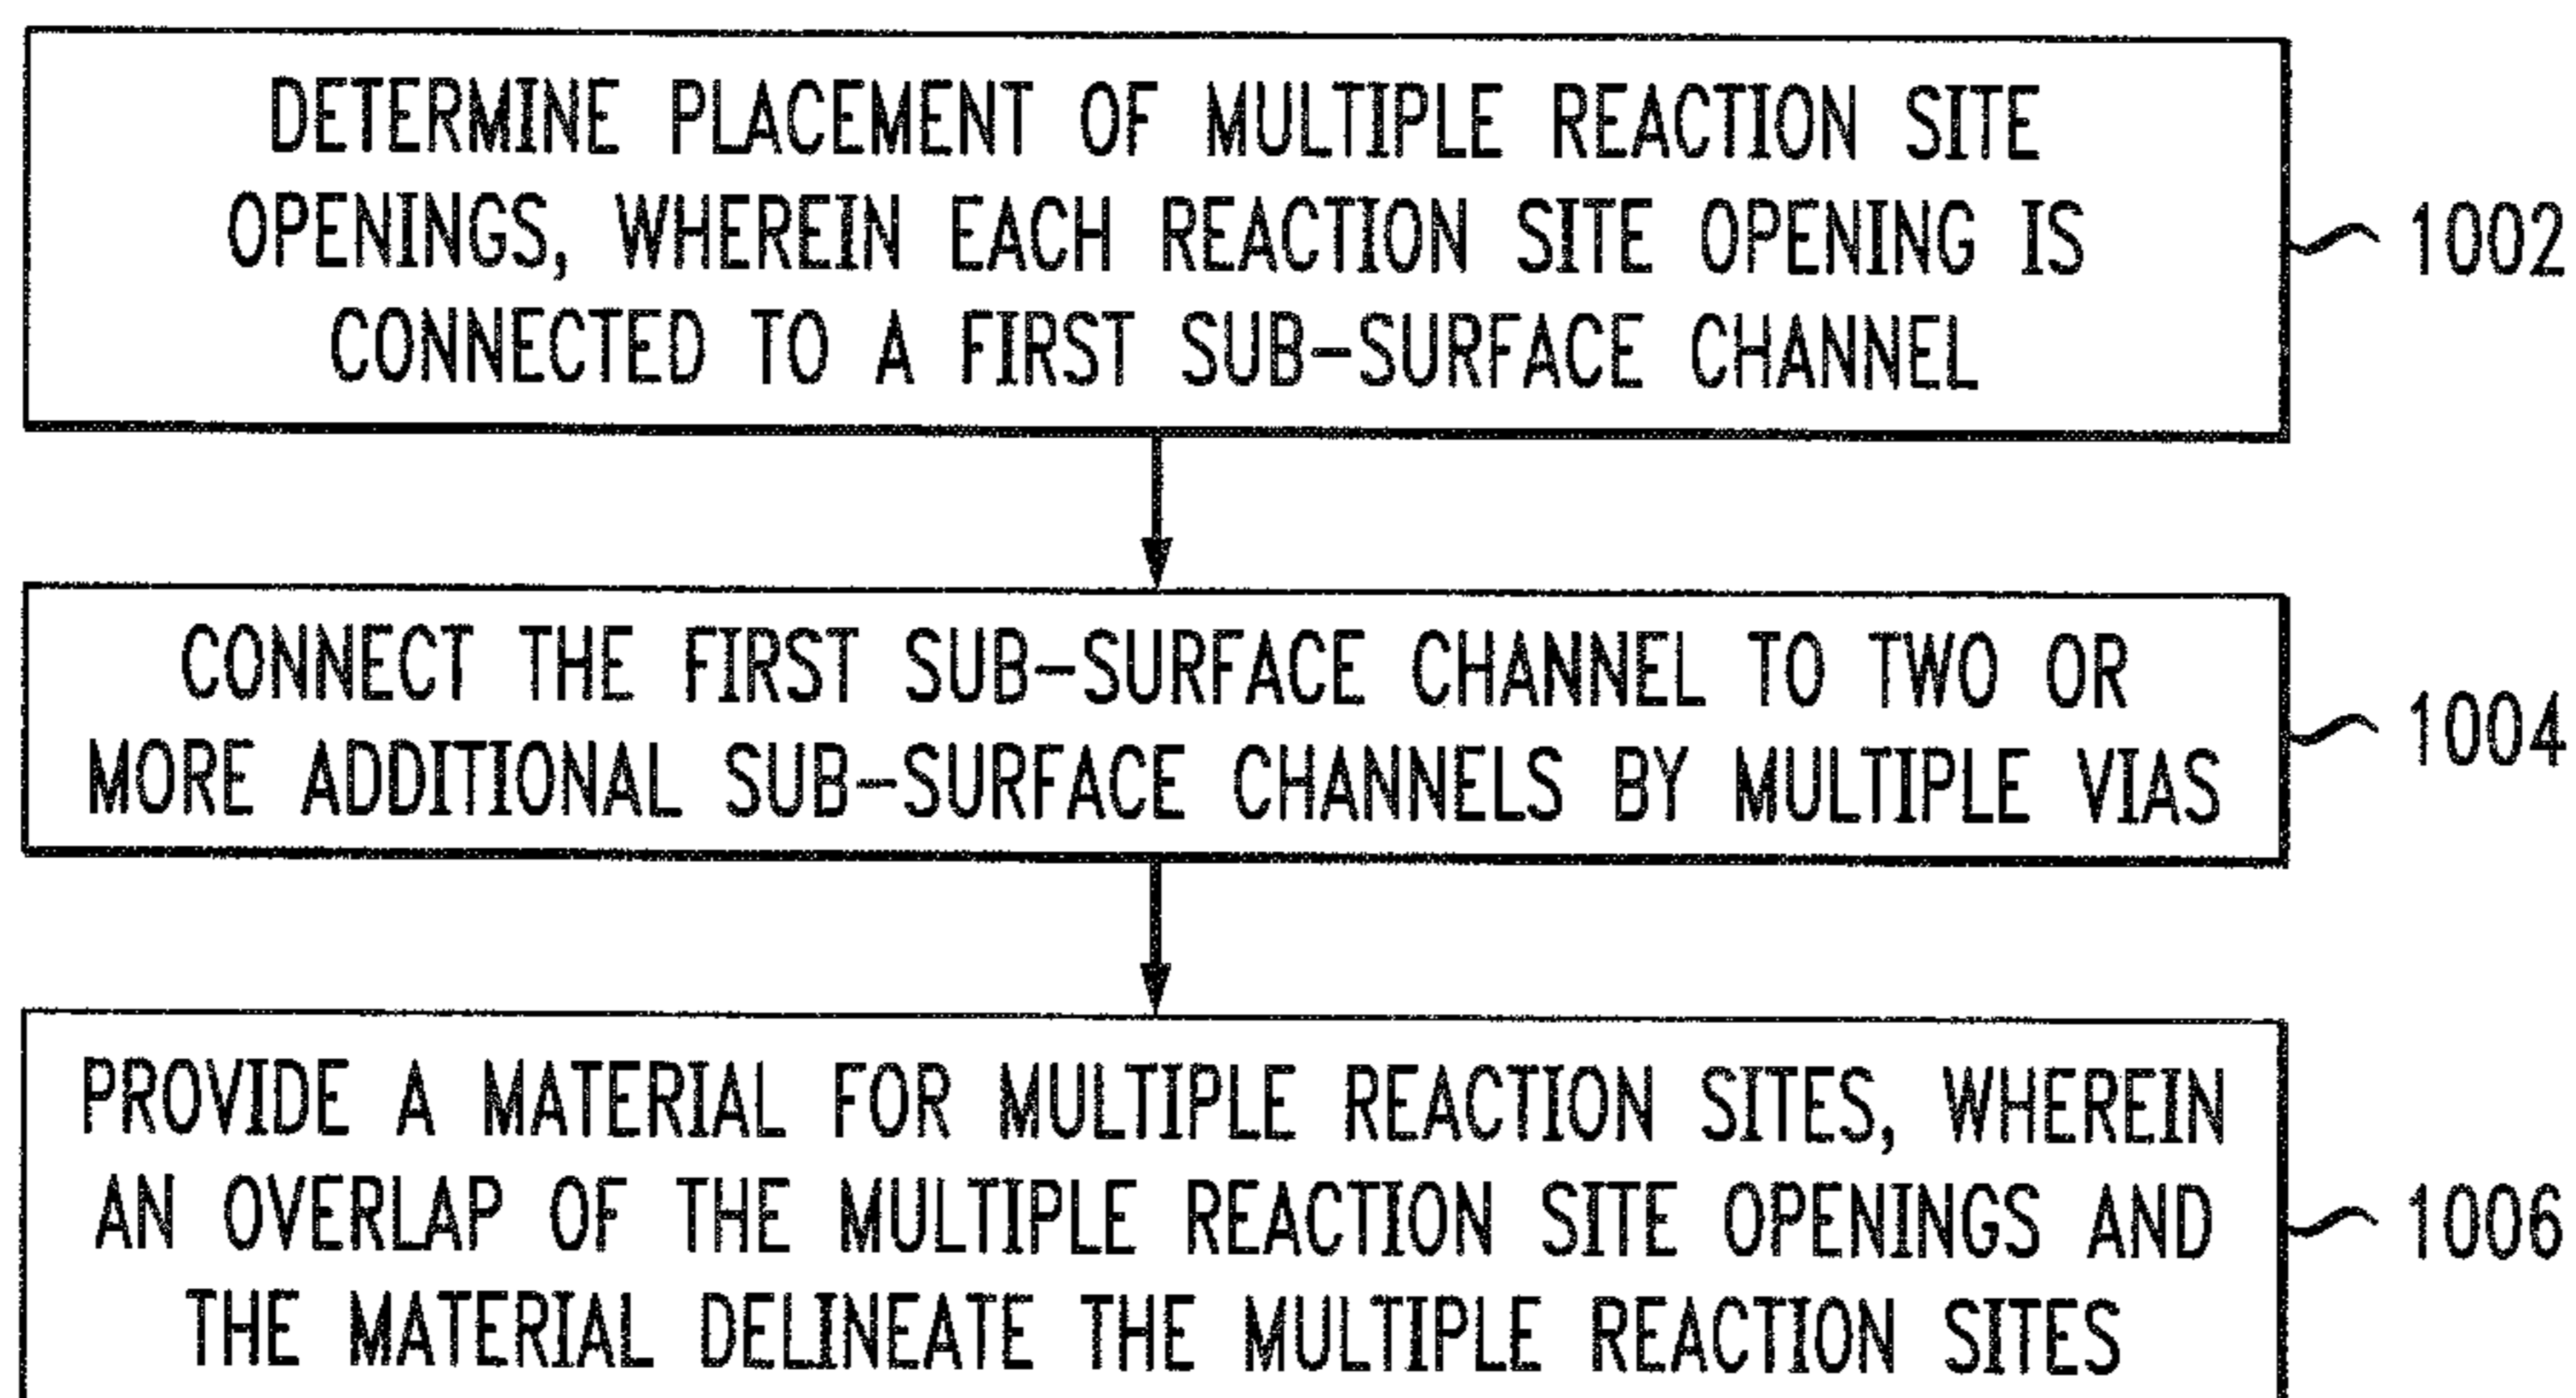 DETERMINE PLACEMENT OF MULTIPLE REACTION SITE
OPENINGS, WHEREIN EACH REACTION SITE OPENING IS
CONNECTED TO A FIRST SUB-SURFACE CHANNEL
1002
CONNECT THE FIRST SUB-SURFACE CHANNEL TO TWO OR
MORE ADDITIONAL SUB-SURFACE CHANNELS BY MULTIPLE VIAS
1004
PROVIDE A MATERIAL FOR MULTIPLE REACTION SITES, WHEREIN
AN OVERLAP OF THE MULTIPLE REACTION SITE OPENINGS AND
THE MATERIAL DELINEATE THE MULTIPLE REACTION SITES
1006